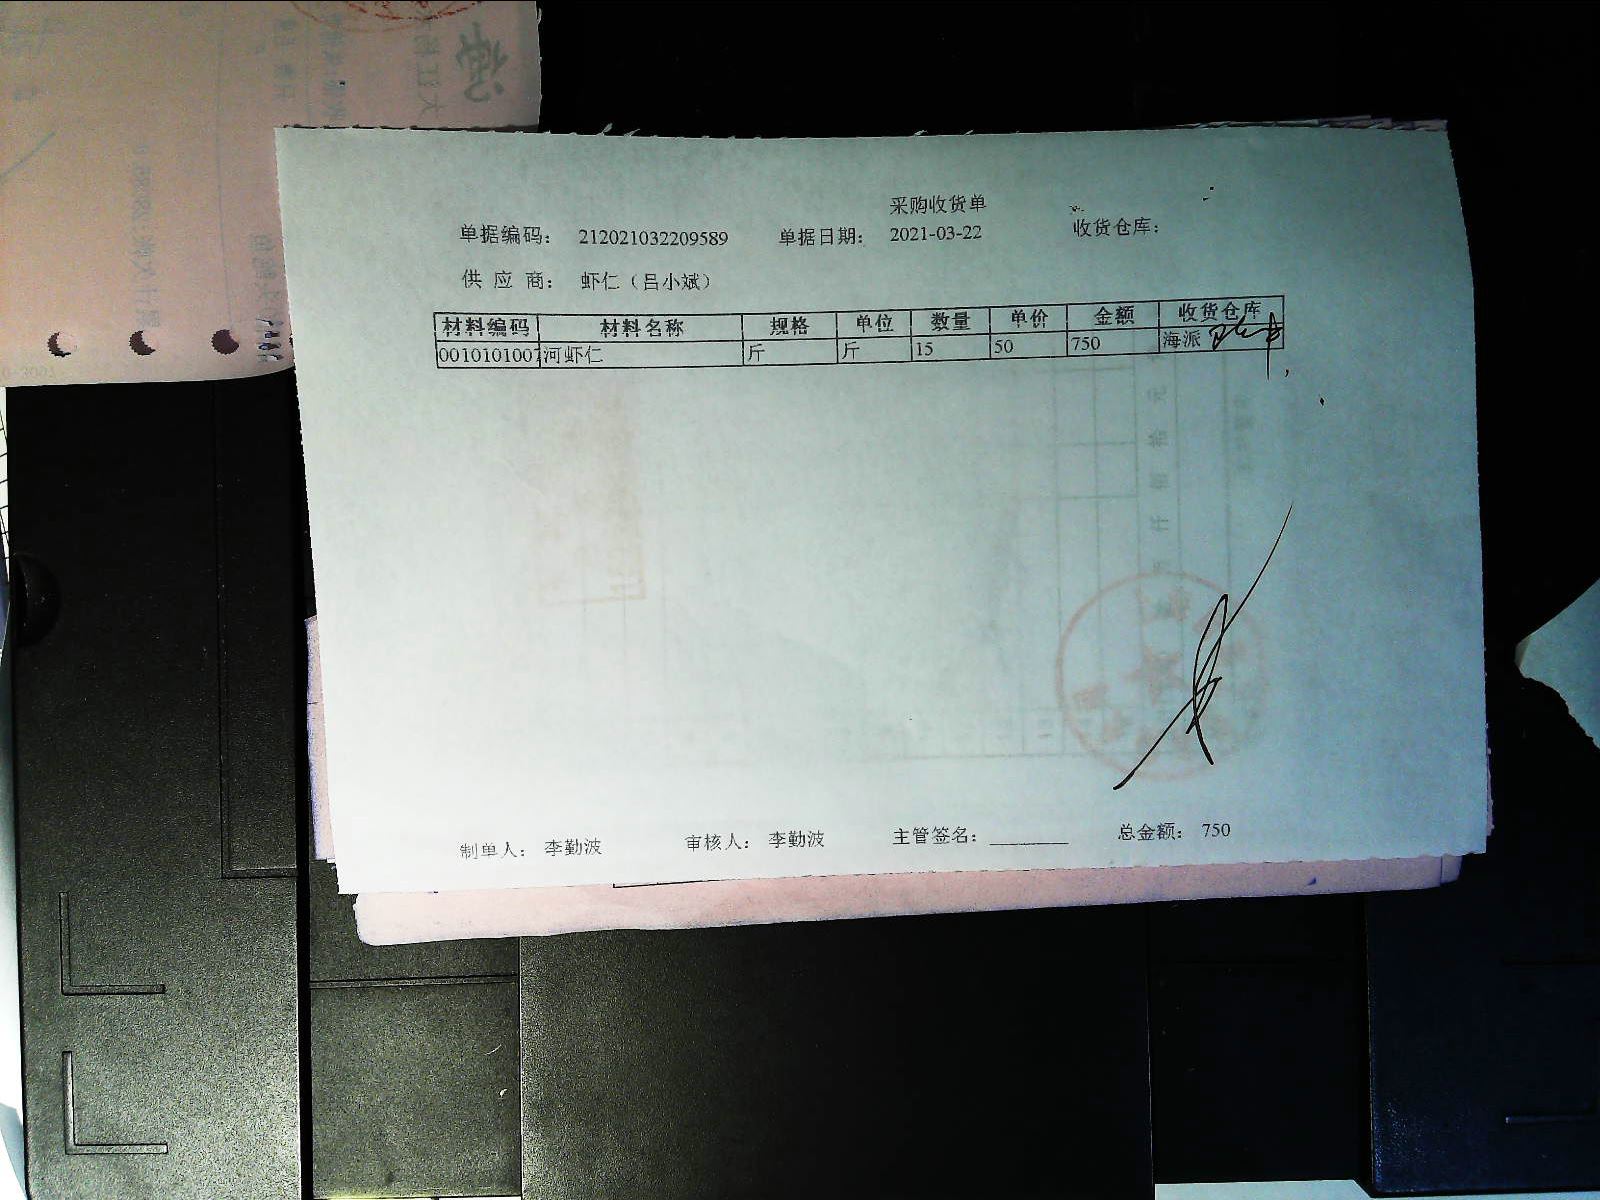 采购收货单
单据编码： 212021032209589 单据日期： 2021-03-22 收货仓库：
供 应 商： 虾仁（吕小斌）
材料编码 材料名称 规格 单位 数量 单价 金额 收货仓库
0010101007 河虾仁 斤 斤 15 50 750 海派
制单人： 李勤波 审核人： 李勤波 主管签名： 总金额： 750